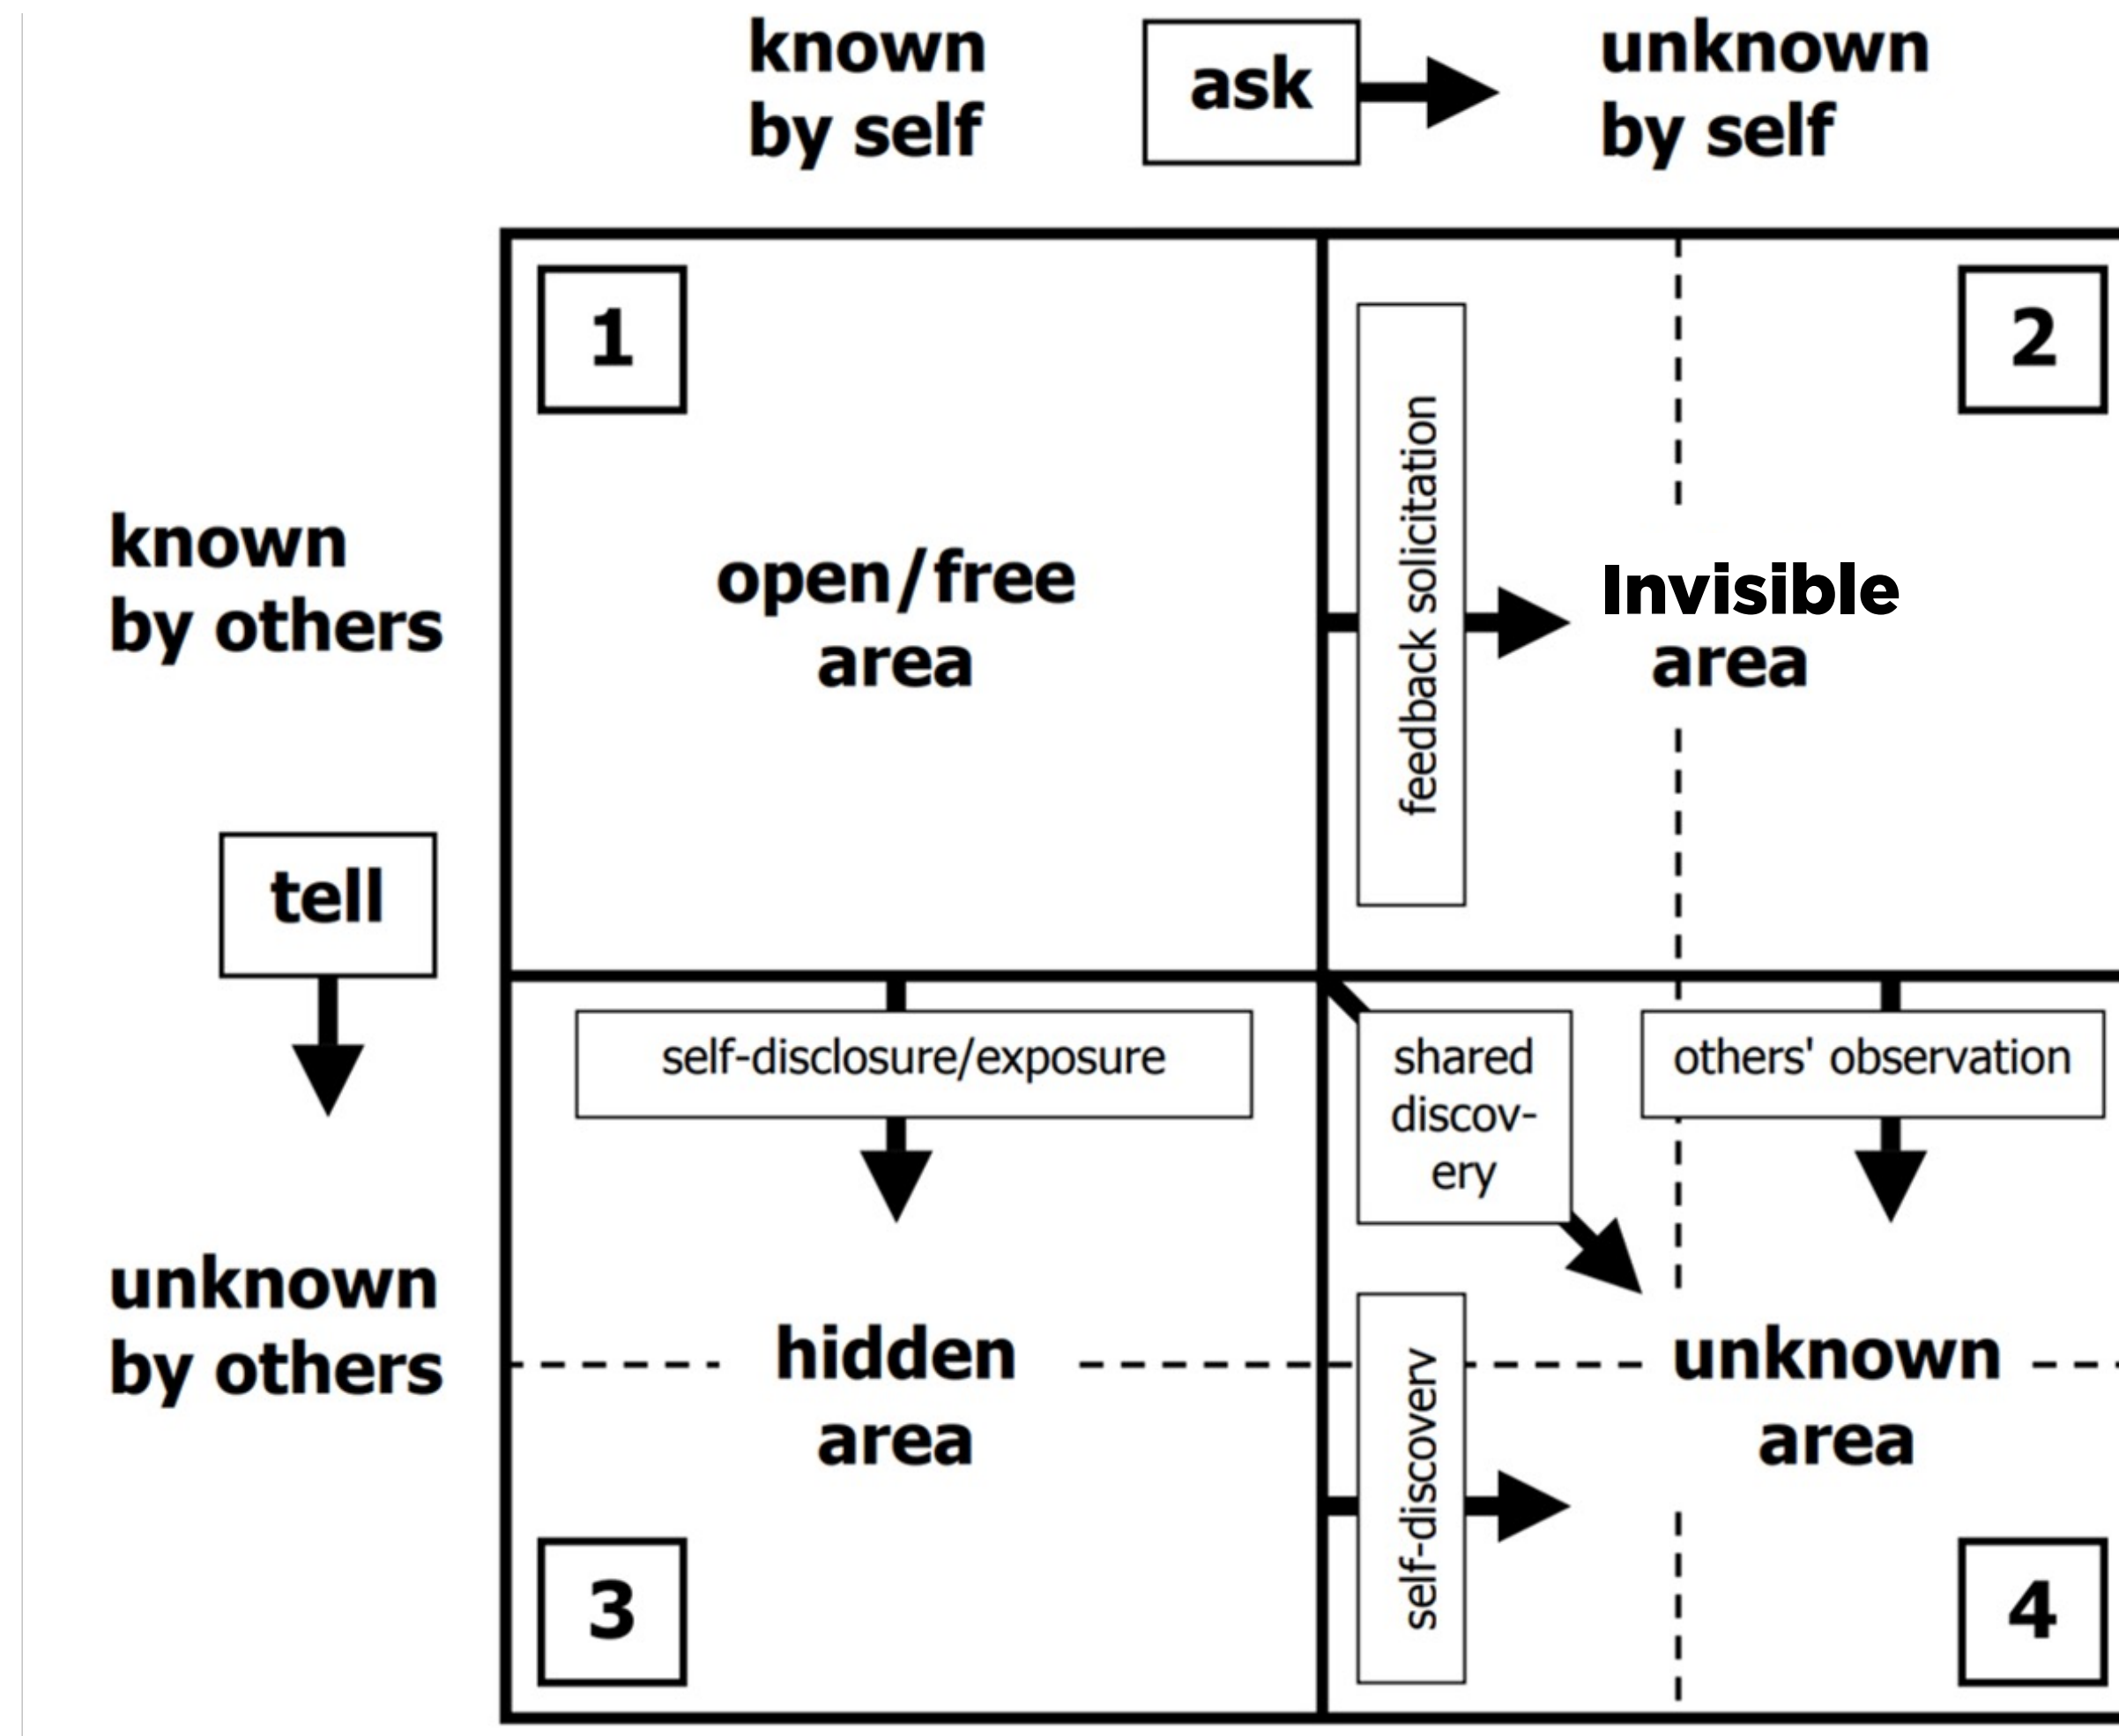 known
by self
ask
unknown
by self
1
2
known
by others
open/free
area
feedback solicitation
Invisible
area
tell
self-disclosure/exposure
shared
discov-
ery
others' observation
unknown
by others
hidden
area
self-discovery
unknown
area
3
4